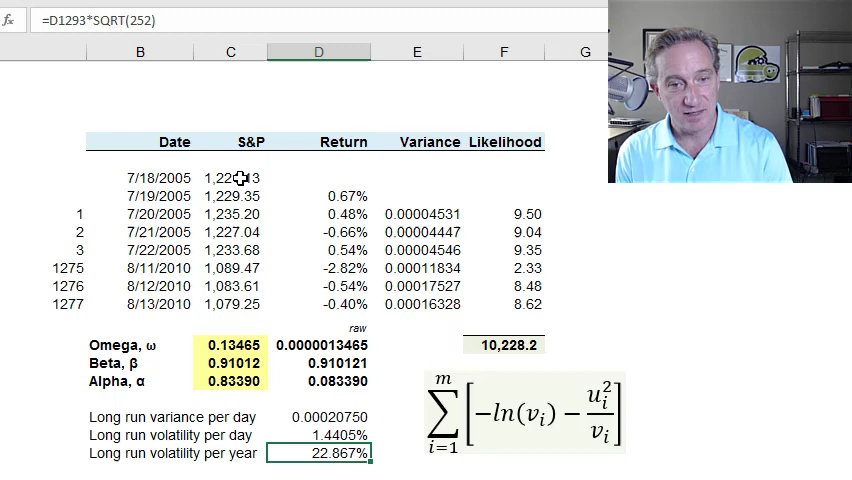 fx =D1293*SQRT(252)
B C D E F G
Date S&P Return Variance Likelihood
7/18/2005
7/19/2005 1,229.35 0.67%
1 7/20/2005 1,235.20 0.48% 0.00004531 9.50
2 7/21/2005 1,227.04 -0.66% 0.00004447 9.04
3 7/22/2005 1,233.68 0.54% 0.00004546 9.35
1275 8/11/2010 1,089.47 -2.82% 0.00011834 2.33
1276 8/12/2010 1,083.61 -0.54% 0.00017527 8.48
1277 8/13/2010 1,079.25 -0.40% 0.00016328 8.62
raw
Omega, ω 0.13465 0.0000013465 10,228.2
Beta, β 0.91012 0.910121
Alpha, α 0.83390 0.083390
Long run variance per day 0.00020750
Long run volatility per day 1.4405%
Long run volatility per year 22.867%
m
∑ [−ln(vᵢ) − uᵢ²/vᵢ]
i=1